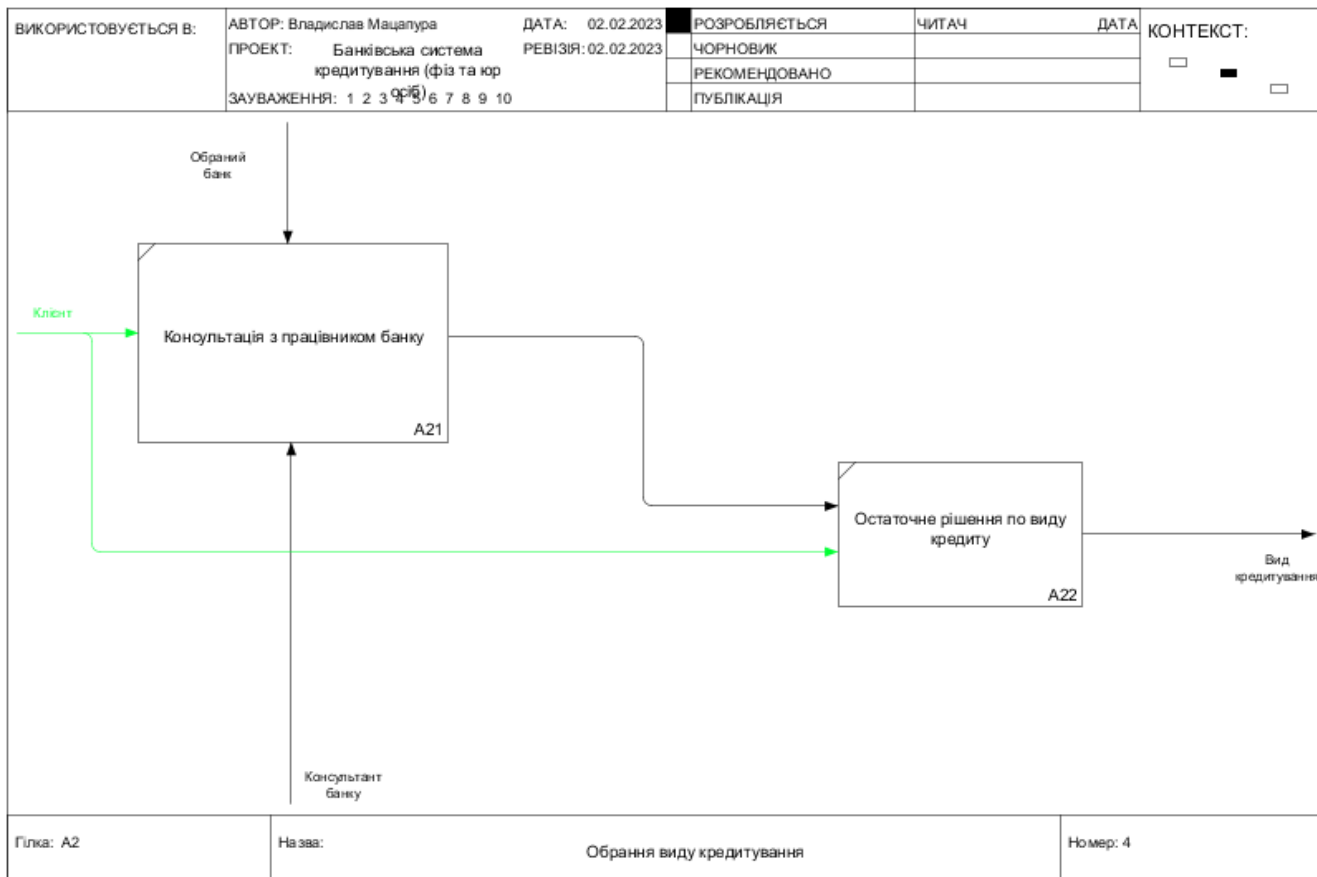 ВИКОРИСТОВУЄТЬСЯ В:
АВТОР: Владислав Мацапура
ДАТА: 02.02.2023
ПРОЕКТ: Банківська система
кредитування (фіз та юр
осіб)
РЕВІЗІЯ: 02.02.2023
ЗАУВАЖЕННЯ: 1 2 3 4 5 6 7 8 9 10
РОЗРОБЛЯЄТЬСЯ
ЧОРНОВИК
РЕКОМЕНДОВАНО
ПУБЛІКАЦІЯ
ЧИТАЧ ДАТА
КОНТЕКСТ:
Обраний
банк
Клієнт
Консультація з працівником банку
A21
Остаточне рішення по виду
кредиту
A22
Вид
кредитування
Консультант
банку
Гілка: A2
Назва:
Обрання виду кредитування
Номер: 4